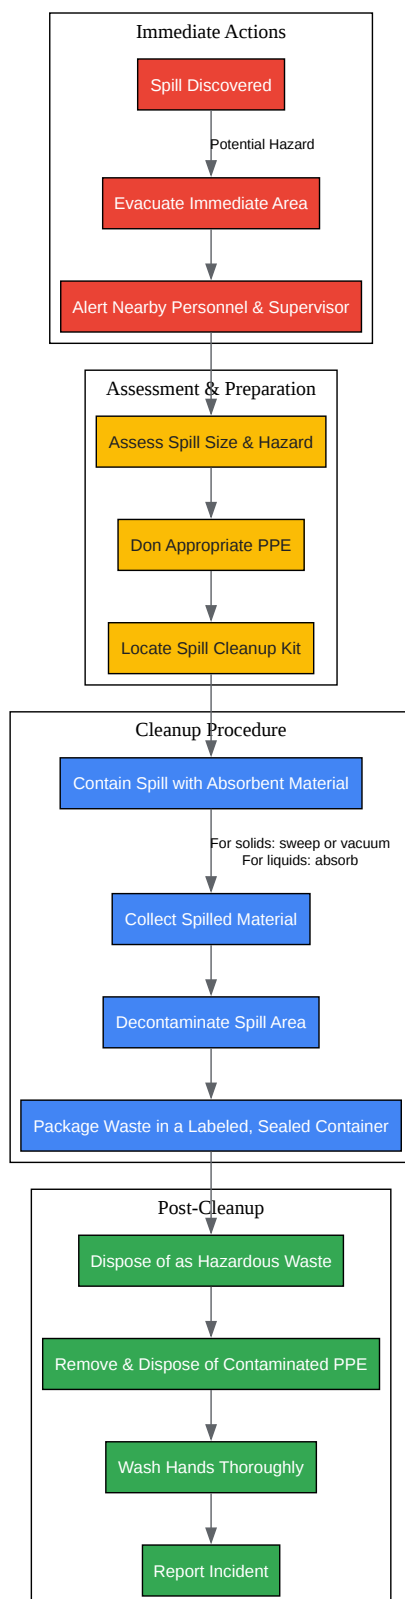 Immediate Actions
Spill Discovered
Potential Hazard
Evacuate Immediate Area
Alert Nearby Personnel & Supervisor
Assessment & Preparation
Assess Spill Size & Hazard
Don Appropriate PPE
Locate Spill Cleanup Kit
Cleanup Procedure
Contain Spill with Absorbent Material
For solids: sweep or vacuum
For liquids: absorb
Collect Spilled Material
Decontaminate Spill Area
Package Waste in a Labeled, Sealed Container
Post-Cleanup
Dispose of as Hazardous Waste
Remove & Dispose of Contaminated PPE
Wash Hands Thoroughly
Report Incident